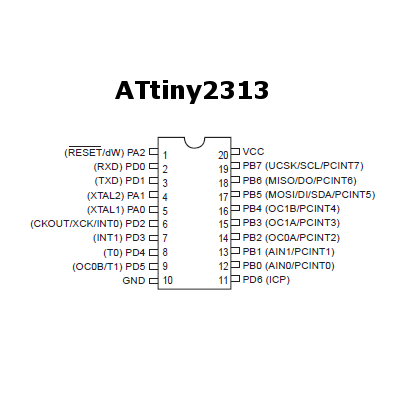 ATtiny2313
(RESET/dW) PA2 1 20 VCC
(RXD) PD0 2 19 PB7 (UCSK/SCL/PCINT7)
(TXD) PD1 3 18 PB6 (MISO/DO/PCINT6)
(XTAL2) PA1 4 17 PB5 (MOSI/DI/SDA/PCINT5)
(XTAL1) PA0 5 16 PB4 (OC1B/PCINT4)
(CKOUT/XCK/INT0) PD2 6 15 PB3 (OC1A/PCINT3)
(INT1) PD3 7 14 PB2 (OC0A/PCINT2)
(T0) PD4 8 13 PB1 (AIN1/PCINT1)
(OC0B/T1) PD5 9 12 PB0 (AIN0/PCINT0)
GND 10 11 PD6 (ICP)